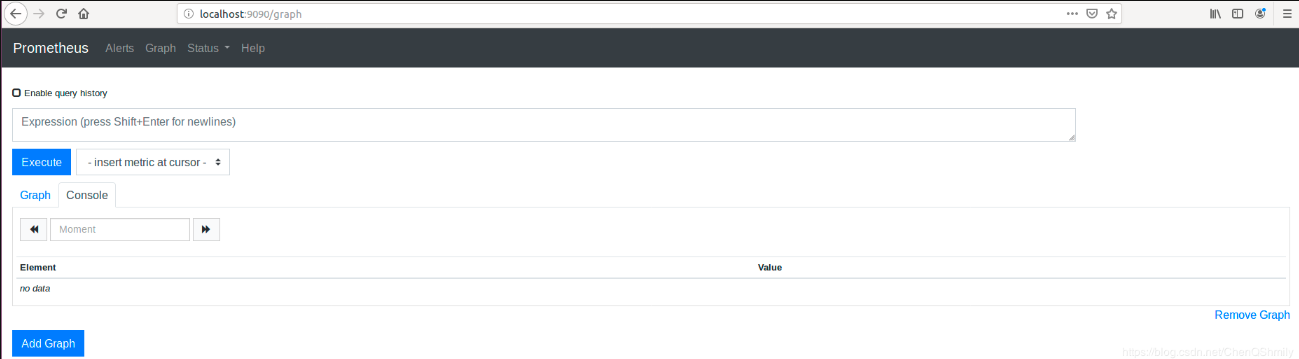 localhost:9090/graph
Prometheus Alerts Graph Status Help
Enable query history
Expression (press Shift+Enter for newlines)
Execute - insert metric at cursor -
Graph Console
Moment
Element Value
no data
Remove Graph
Add Graph
https://blog.csdn.net/ChenGShmily